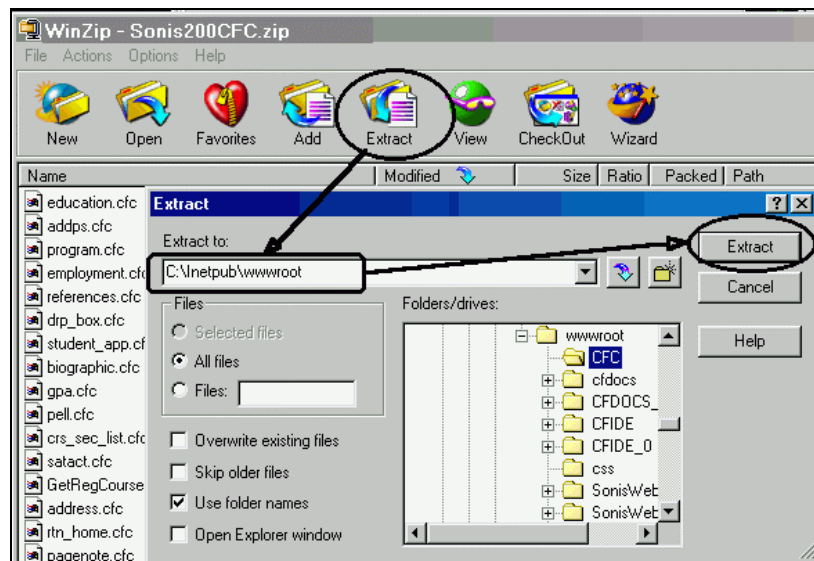 WinZip - Sonis200CFC.zip
File Actions Options Help
New Open Favorites Add Extract View CheckOut Wizard
Name Modified Size Ratio Packed Path
education.cfc
addps.cfc
program.cfc
employment.cfc
references.cfc
drp_box.cfc
student_app.cf
biographic.cfc
gpa.cfc
pell.cfc
crs_sec_list.cfc
satact.cfc
GetRegCourse
address.cfc
rtn_home.cfc
pagenote.cfc
Extract
Extract to:
C:\Inetpub\wwwroot
Extract
Cancel
Help
Files
Selected files
All files
Files:
Overwrite existing files
Skip older files
Use folder names
Open Explorer window
Folders/drives:
wwwroot
CFC
cfdocs
CFDOCS_
CFIDE
CFIDE_0
css
SonisWeb
SonisWeb